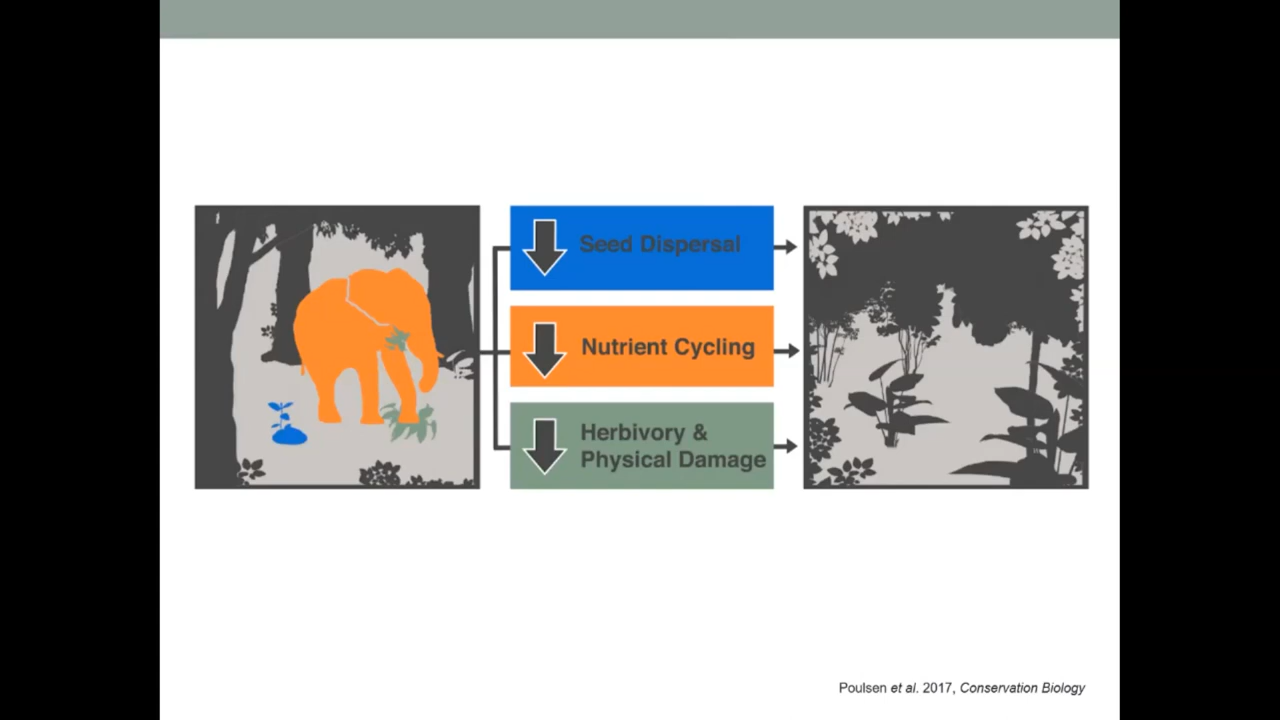 Seed Dispersal
Nutrient Cycling
Herbivory &
Physical Damage
Poulsen et al. 2017, Conservation Biology